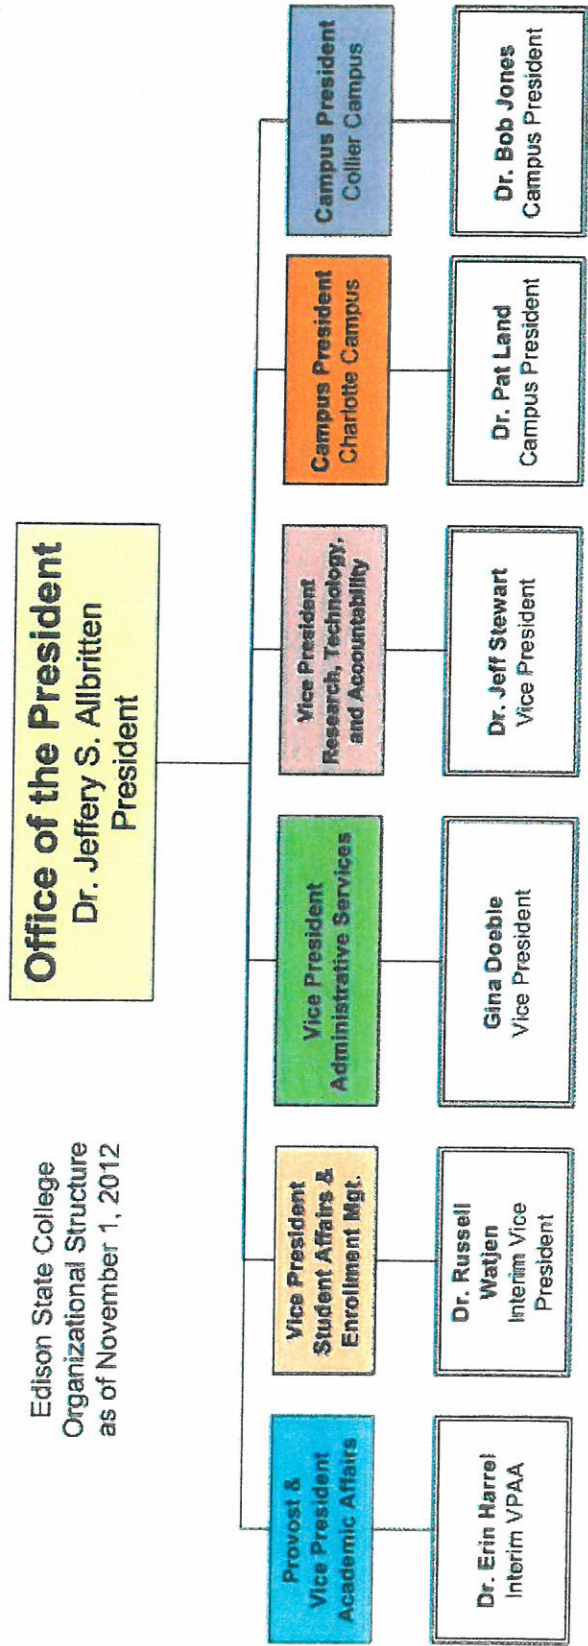 Edison State College
Organizational Structure
as of November 1, 2012
Office of the President
Dr. Jeffery S. Allbritten
President
Provost &
Vice President
Academic Affairs
Dr. Erin Harrel
Interim VPAA
Vice President
Student Affairs &
Enrollment Mgt.
Dr. Russell
Watjen
Interim Vice
President
Vice President
Administrative Services
Gina Doeble
Vice President
Vice President
Research, Technology,
and Accountability
Dr. Jeff Stewart
Vice President
Campus President
Charlotte Campus
Dr. Pat Land
Campus President
Campus President
Collier Campus
Dr. Bob Jones
Campus President